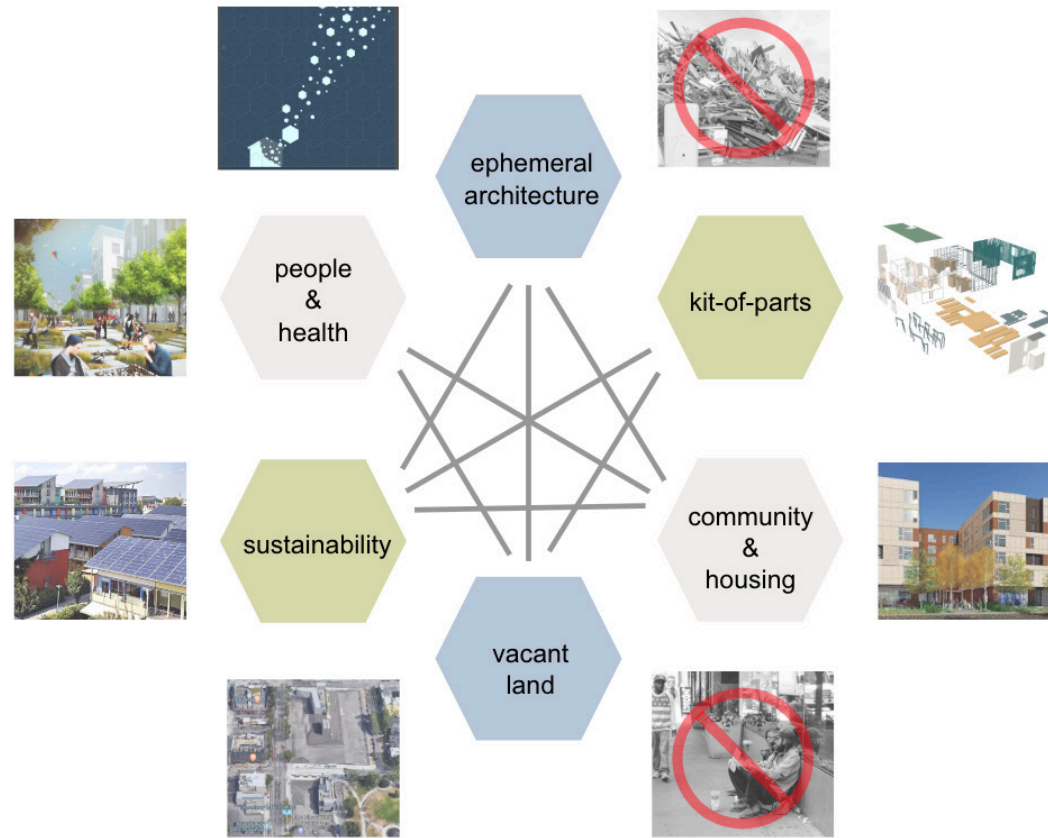 ephemeral
architecture
people
&
health
kit-of-parts
sustainability
community
&
housing
vacant
land